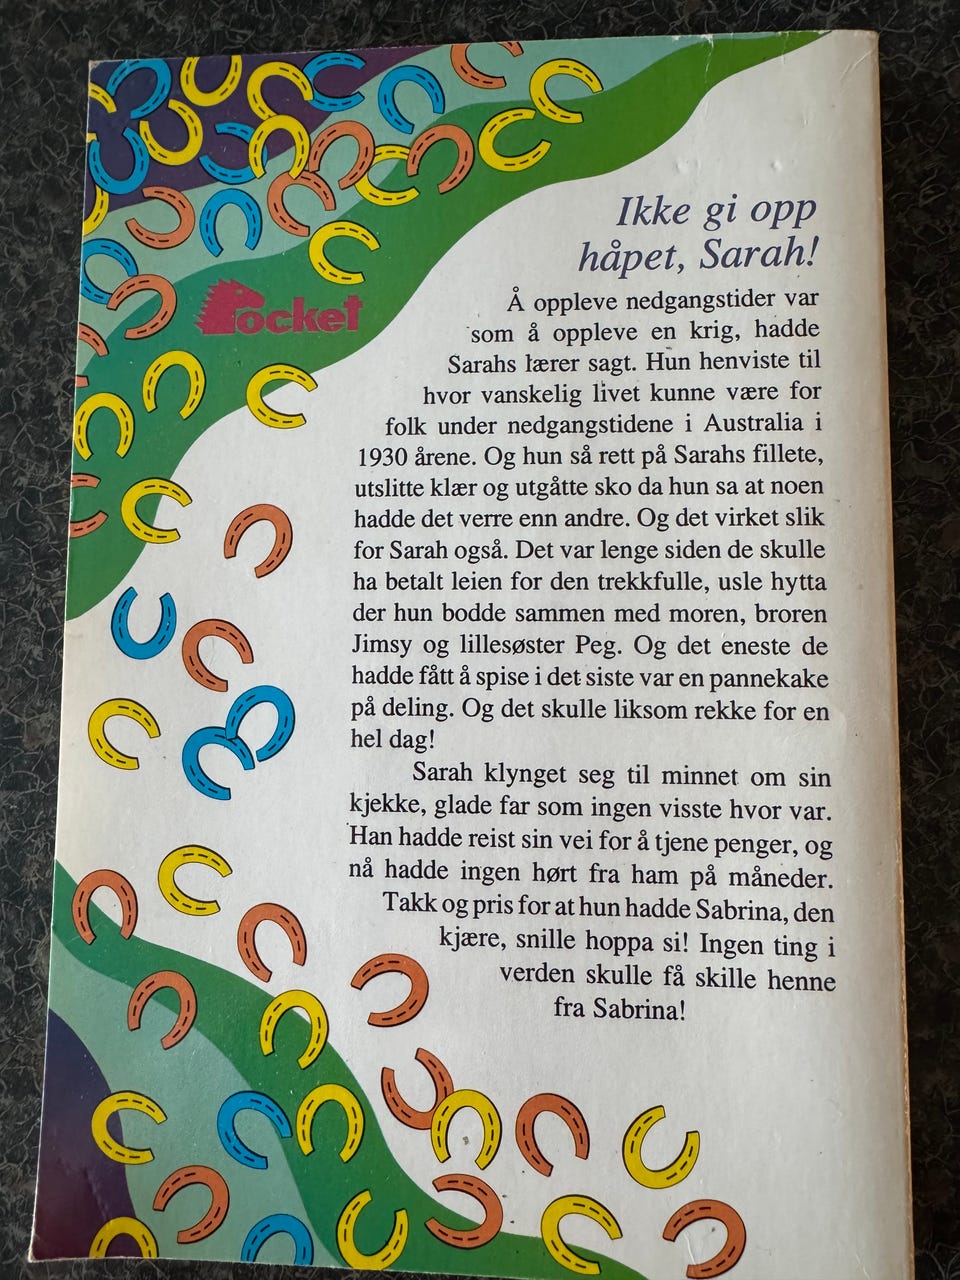 Ikke gi opp
håpet, Sarah!
Pocket
Å oppleve nedgangstider var
som å oppleve en krig, hadde
Sarahs lærer sagt. Hun henviste til
hvor vanskelig livet kunne være for
folk under nedgangstidene i Australia i
1930 årene. Og hun så rett på Sarahs fillete,
utslitte klær og utgåtte sko da hun sa at noen
hadde det verre enn andre. Og det virket slik
for Sarah også. Det var lenge siden de skulle
ha betalt leien for den trekkfulle, usle hytta
der hun bodde sammen med moren, broren
Jimsy og lillesøster Peg. Og det eneste de
hadde fått å spise i det siste var en pannekake
på deling. Og det skulle liksom rekke for en
hel dag!
Sarah klynget seg til minnet om sin
kjekke, glade far som ingen visste hvor var.
Han hadde reist sin vei for å tjene penger, og
nå hadde ingen hørt fra ham på måneder.
Takk og pris for at hun hadde Sabrina, den
kjære, snille hoppa si! Ingen ting i
verden skulle få skille henne
fra Sabrina!